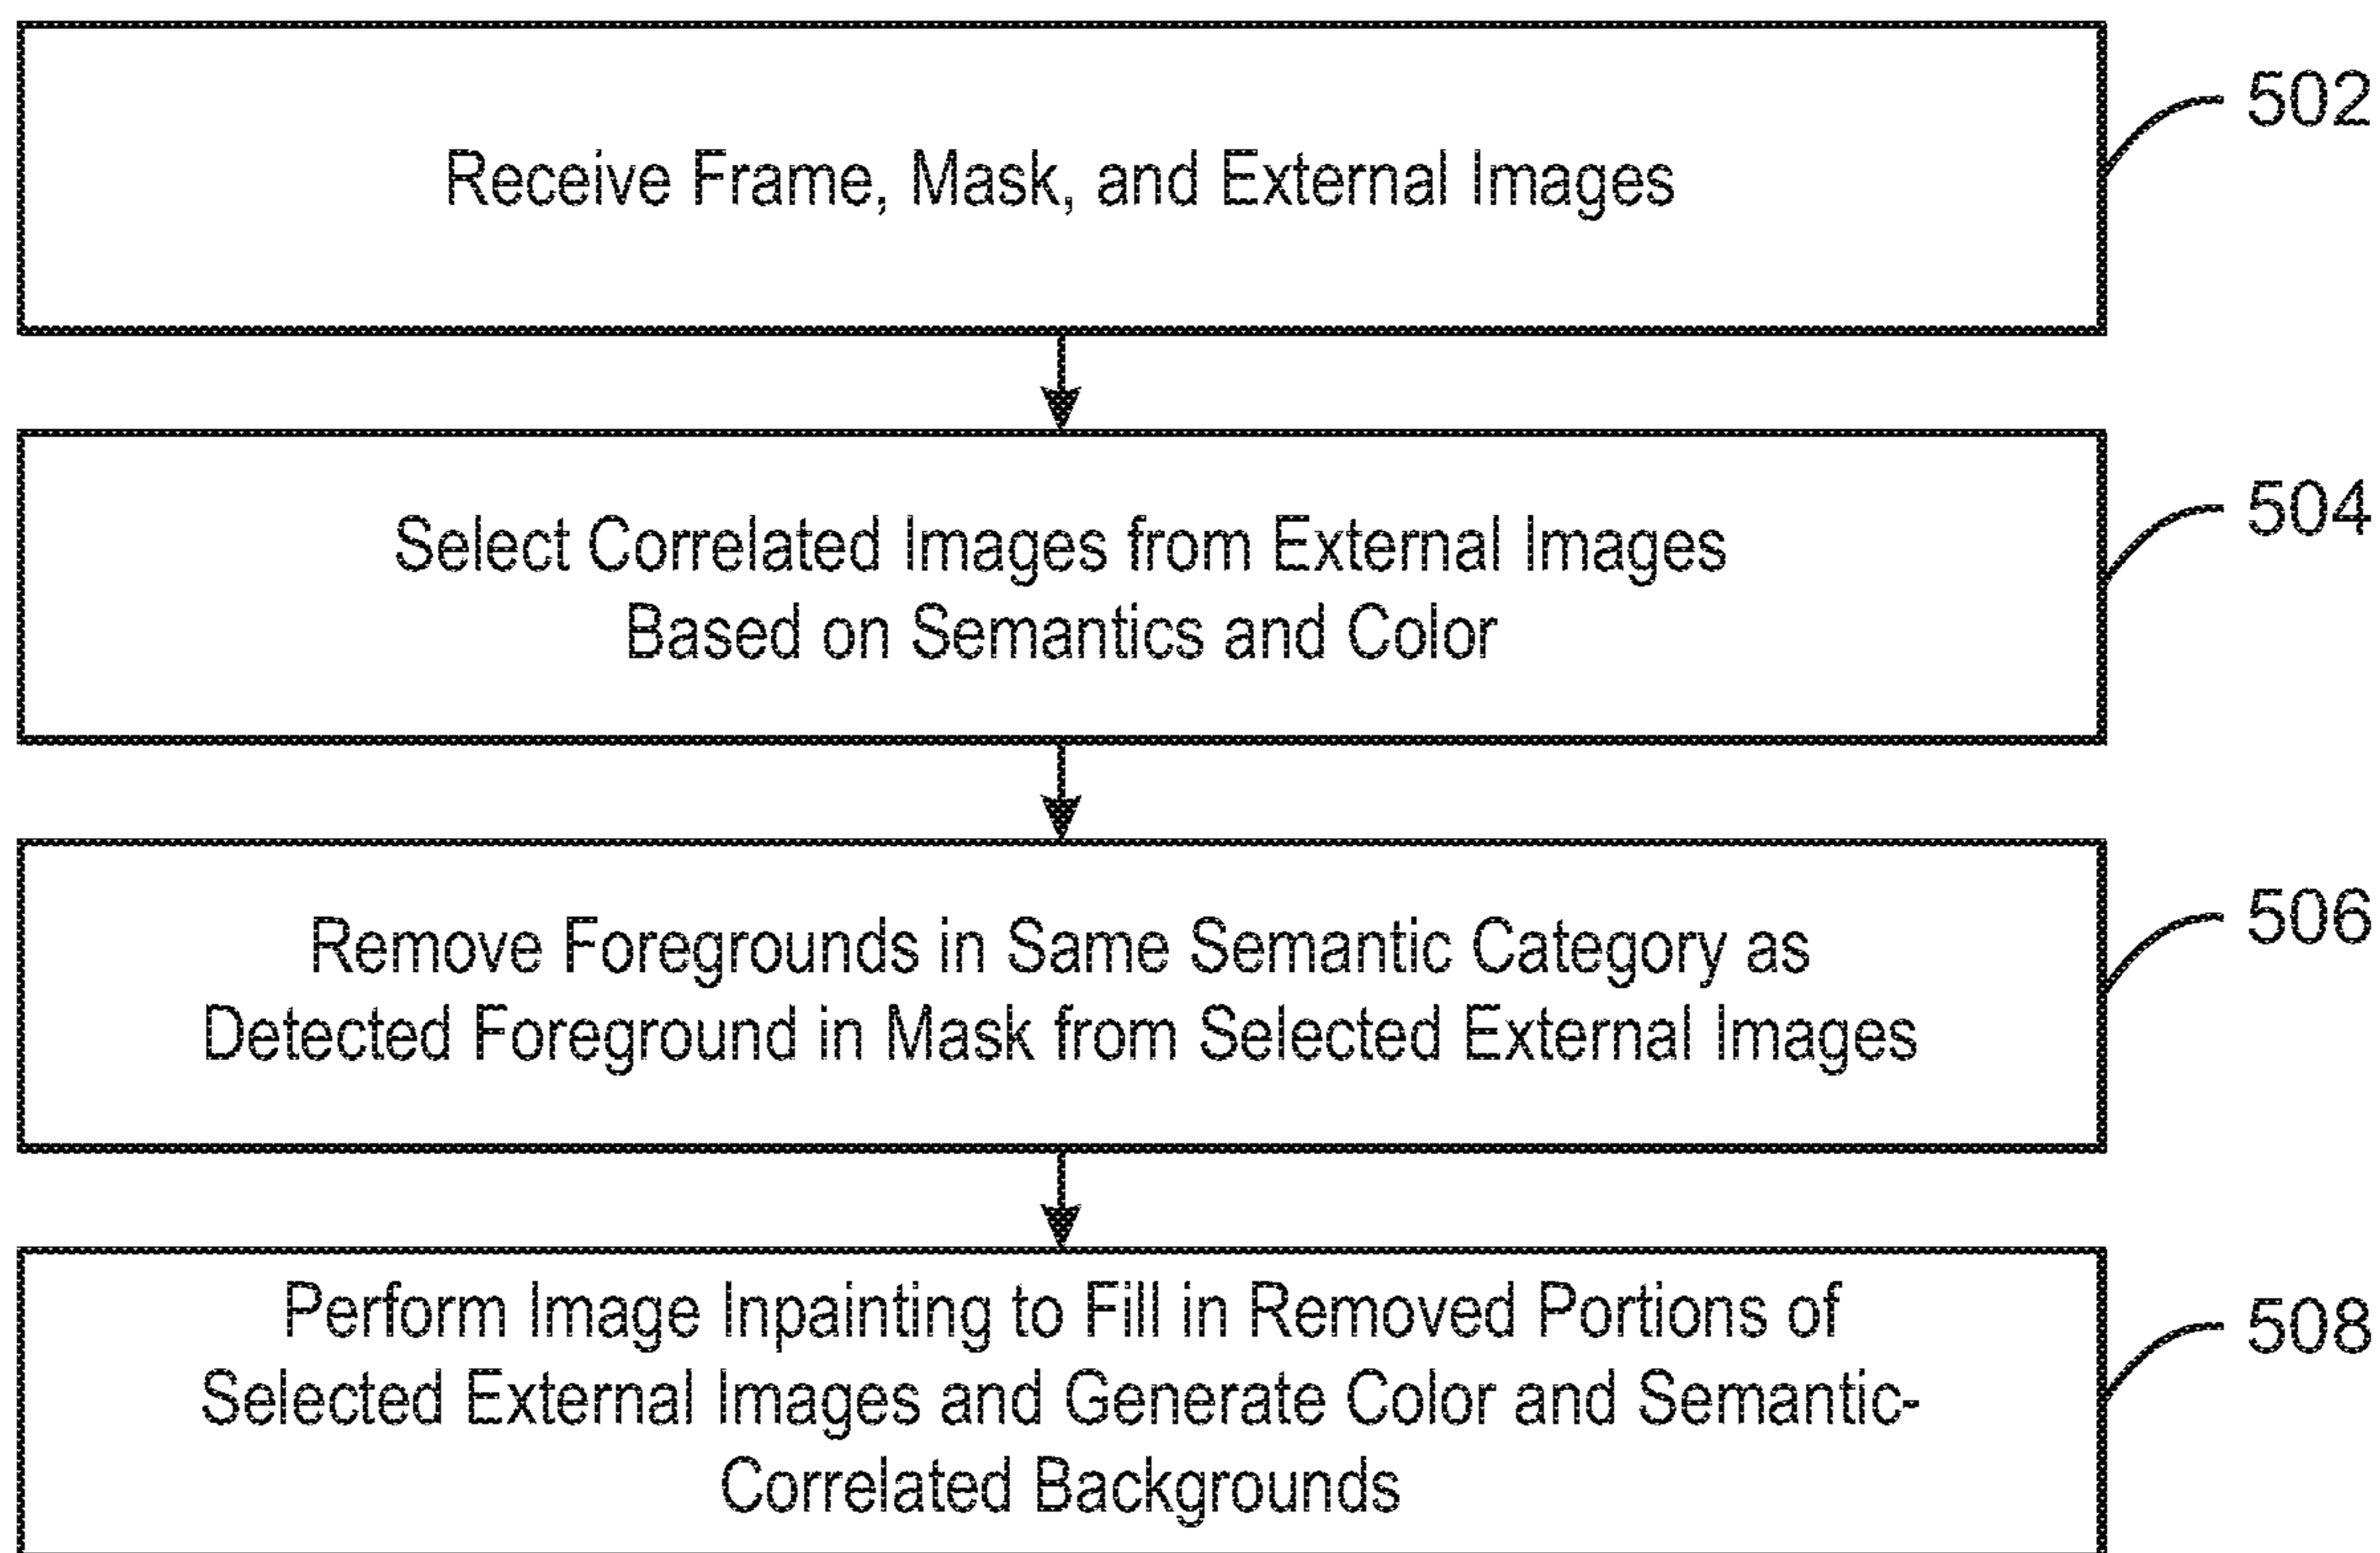 Receive Frame, Mask, and External Images
502
Select Correlated Images from External Images
Based on Semantics and Color
504
Remove Foregrounds in Same Semantic Category as
Detected Foreground in Mask from Selected External Images
506
Perform Image Inpainting to Fill in Removed Portions of
Selected External Images and Generate Color and Semantic-
Correlated Backgrounds
508